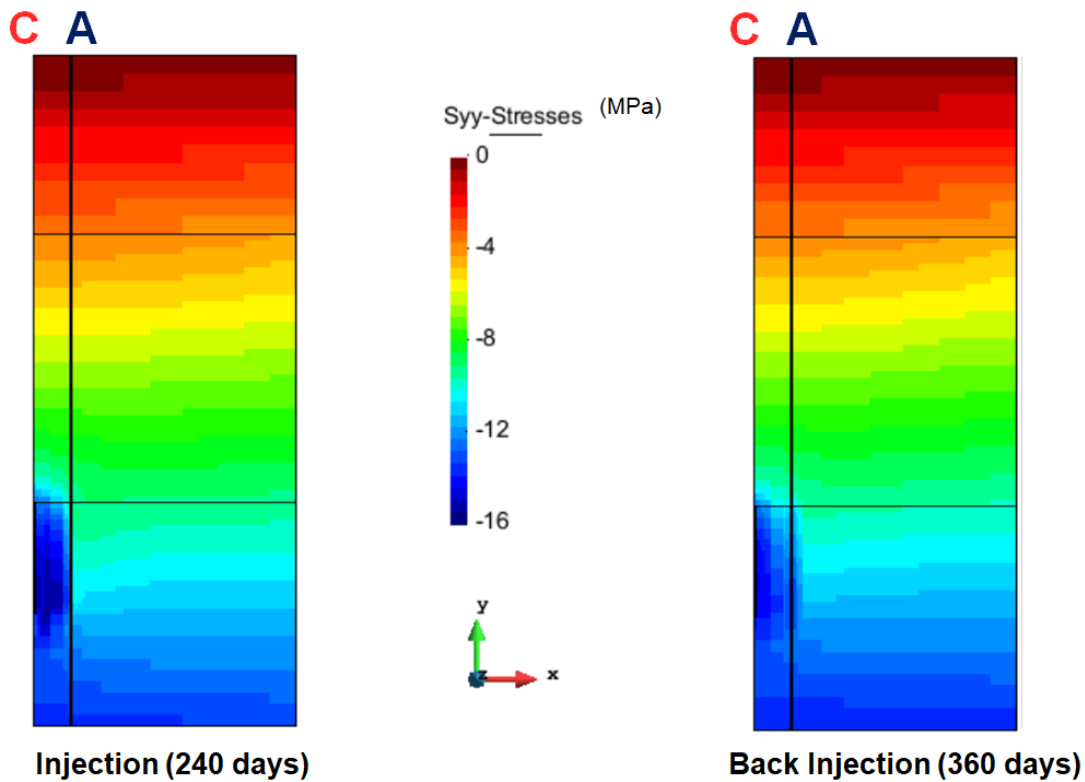 C A
C A
Syy-Stresses (MPa)
0
-4
-8
-12
-16
y
z
x
Injection (240 days)
Back Injection (360 days)